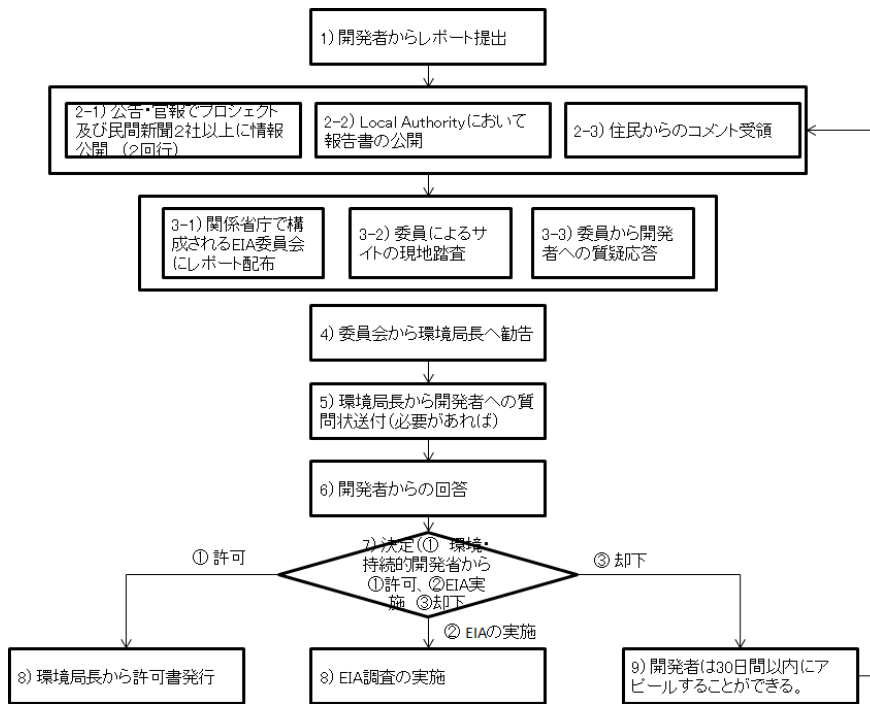 1) 開発者からレポート提出
2-1) 公告・官報でプロジェクト
及び民間新聞2社以上に情報
公開 (2回行)
2-2) Local Authorityにおいて
報告書の公開
2-3) 住民からのコメント受領
3-1) 関係省庁で構
成されるEIA委員会
にレポート配布
3-2) 委員によるサ
イトの現地踏査
3-3) 委員から開発
者への質疑応答
4) 委員会から環境局長へ勧告
5) 環境局長から開発者への質
問状送付(必要があれば)
6) 開発者からの回答
7) 決定(① 環境・
持続的開発省から
①許可、②EIA実
施 ③却下
① 許可
③ 却下
② EIAの実施
8) 環境局長から許可書発行
8) EIA調査の実施
9) 開発者は30日間以内にア
ピールすることができる。